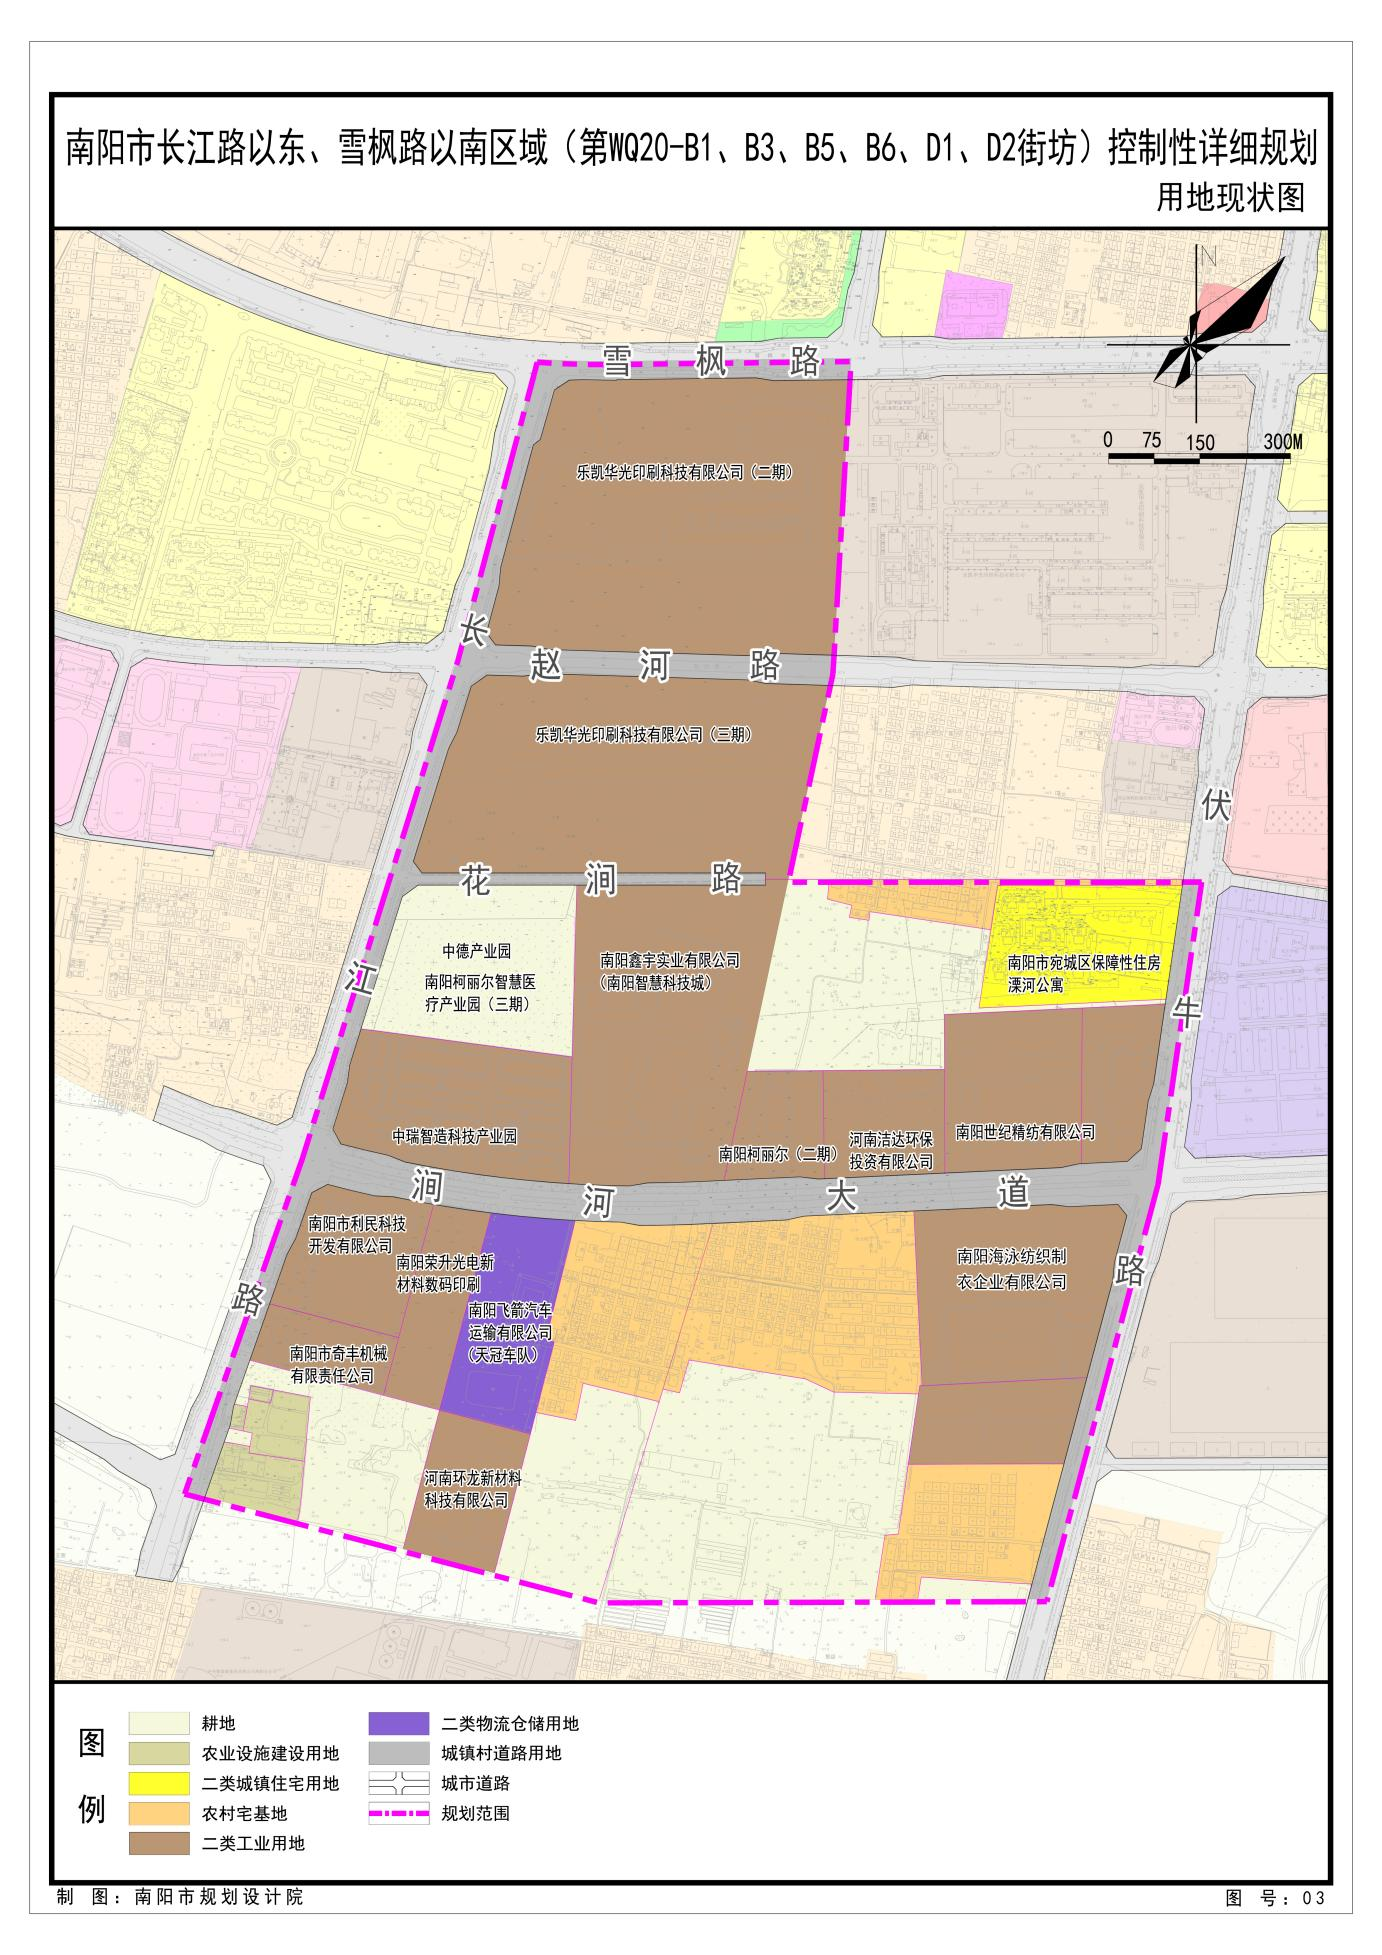 南阳市长江路以东、雪枫路以南区域（第WQ20-B1、B3、B5、B6、D1、D2街坊）控制性详细规划
用地现状图
N
0 75 150 300M
雪枫路
乐凯华光印刷科技有限公司（二期）
长江路
赵河路
乐凯华光印刷科技有限公司（三期）
伏牛路
花涧路
中德产业园
南阳柯丽尔智慧医
疗产业园（三期）
南阳鑫宇实业有限公司
（南阳智慧科技城）
南阳市宛城区保障性住房
溧河公寓
中瑞智造科技产业园
南阳柯丽尔（二期）
河南洁达环保
投资有限公司
南阳世纪精纺有限公司
涧河大道
南阳市利民科技
开发有限公司
南阳荣升光电新
材料数码印刷
南阳飞箭汽车
运输有限公司
（天冠车队）
南阳海泳纺织制
衣企业有限公司
南阳市奇丰机械
有限责任公司
河南环龙新材料
科技有限公司
图例
耕地
农业设施建设用地
二类城镇住宅用地
农村宅基地
二类工业用地
二类物流仓储用地
城镇村道路用地
城市道路
规划范围
制 图：南阳市规划设计院
图 号：03